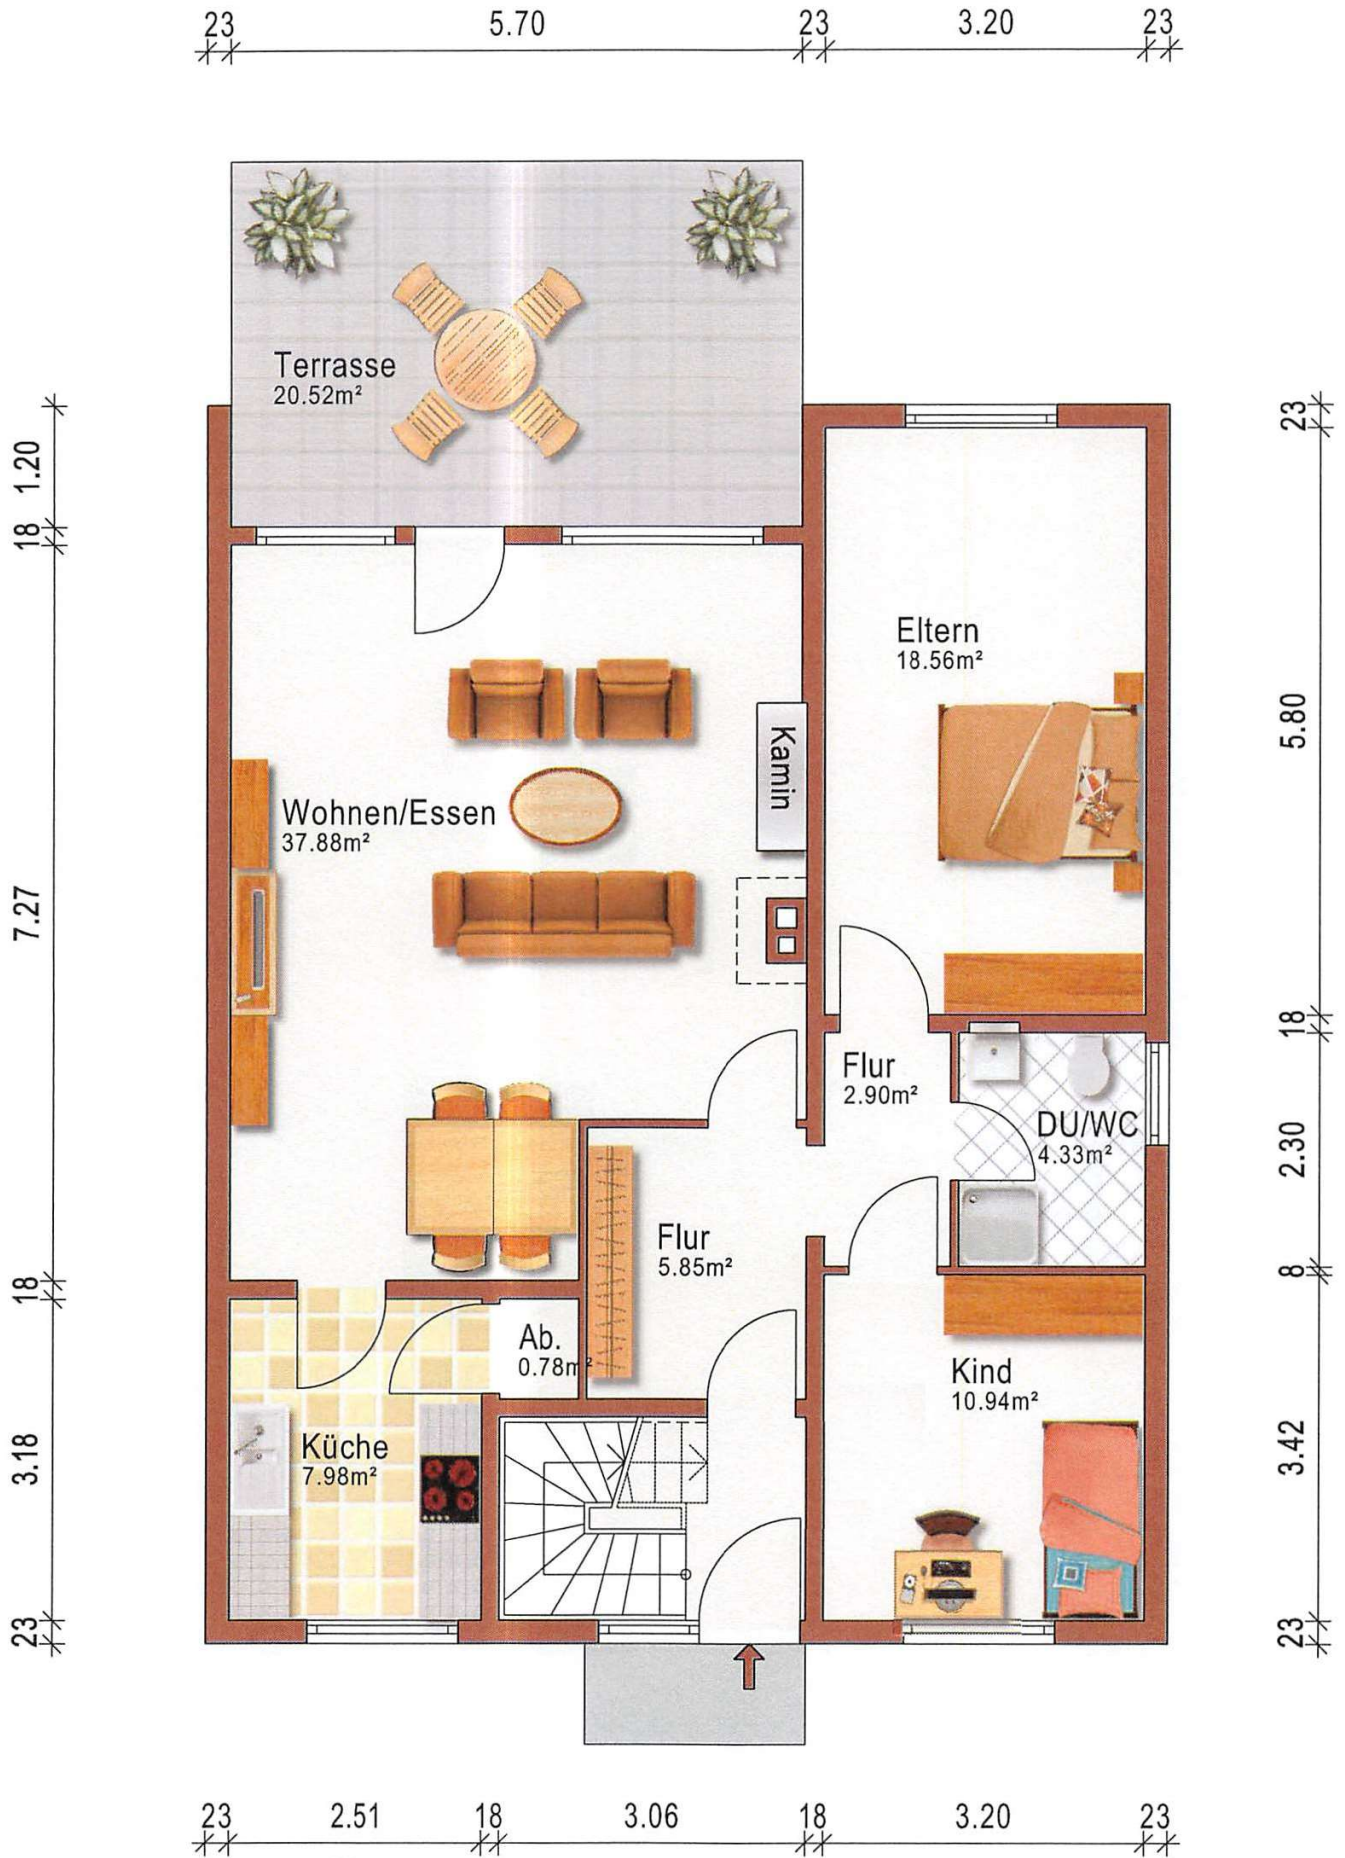 23 5.70 23 3.20 23
Terrasse
20.52m²
1.20
18
7.27
18
3.18
23
23
5.80
18
2.30
8
3.42
23
Eltern
18.56m²
Kamin
Wohnen/Essen
37.88m²
Flur
2.90m²
DU/WC
4.33m²
Flur
5.85m²
Ab.
0.78m²
Kind
10.94m²
Küche
7.98m²
23 2.51 18 3.06 18 3.20 23